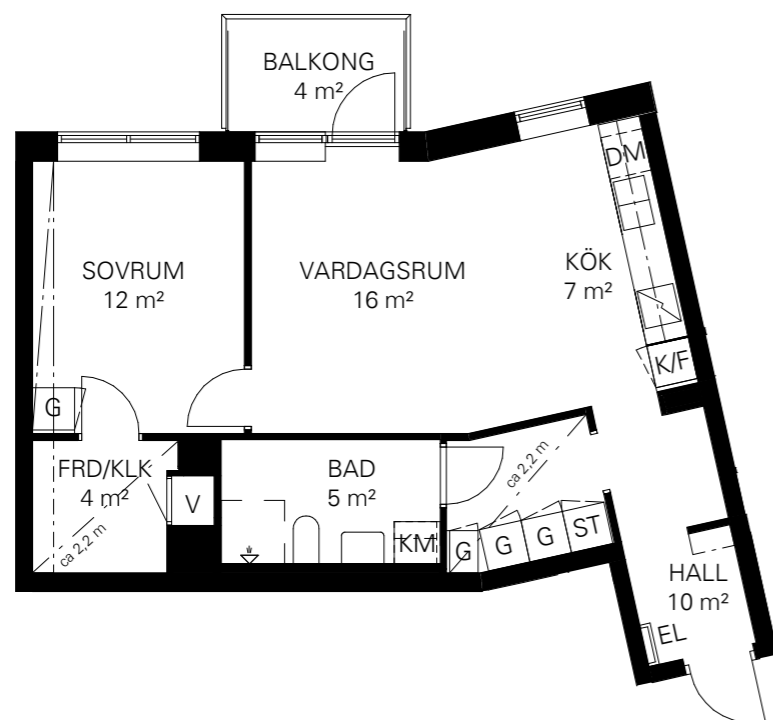 BALKONG
4 m²
DM
SOVRUM
12 m²
VARDAGSRUM
16 m²
KÖK
7 m²
K/F
G
FRD/KLK
4 m²
ca 2,2 m
V
BAD
5 m²
KM
ca 2,2 m
G
G
G
ST
HALL
10 m²
EL